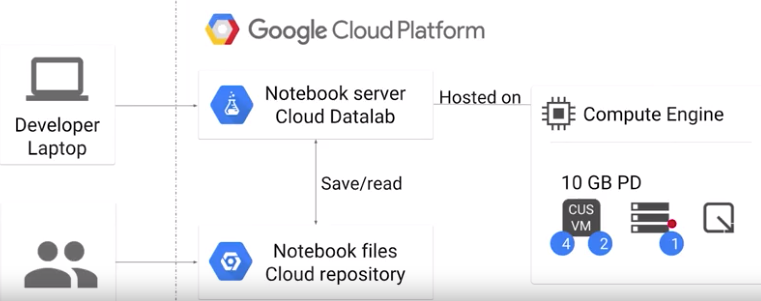 Google Cloud Platform
Developer
Laptop
Notebook server
Cloud Datalab
Hosted on
Compute Engine
Save/read
10 GB PD
CUS
VM
4 2
1
Notebook files
Cloud repository